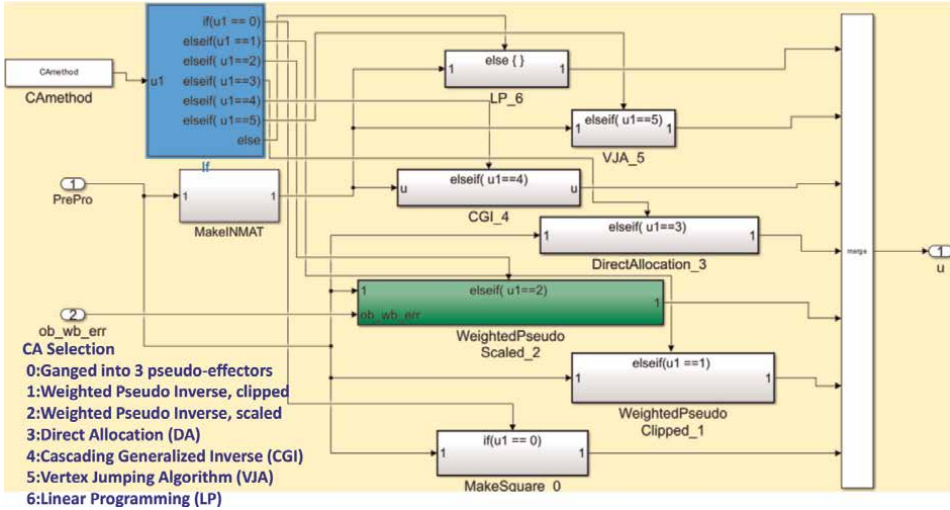 if(u1 == 0)
elseif(u1 ==1)
elseif( u1==2)
elseif( u1==3)
elseif( u1==4)
elseif( u1==5)
else
u1
If
CAmethod
CAmethod
else { }
1
1
LP_6
elseif( u1==5)
1
1
VJA_5
1
PrePro
1
1
MakeINMAT
elseif( u1==4)
u
u
CGI_4
elseif( u1==3)
1
1
DirectAllocation_3
merge
1
u
elseif( u1==2)
1
1
ob_wb_err
WeightedPseudo
Scaled_2
2
ob_wb_err
elseif(u1 ==1)
1
1
WeightedPseudo
Clipped_1
if(u1 == 0)
1
1
MakeSquare_0
CA Selection
0:Ganged into 3 pseudo-effectors
1:Weighted Pseudo Inverse, clipped
2:Weighted Pseudo Inverse, scaled
3:Direct Allocation (DA)
4:Cascading Generalized Inverse (CGI)
5:Vertex Jumping Algorithm (VJA)
6:Linear Programming (LP)